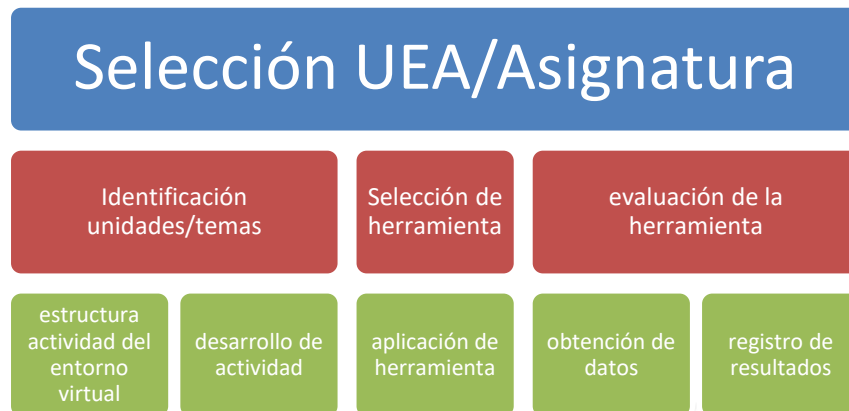 Selección UEA/Asignatura
Identificación
unidades/temas
Selección de
herramienta
evaluación de la
herramienta
estructura
actividad del
entorno
virtual
desarrollo de
actividad
aplicación de
herramienta
obtención de
datos
registro de
resultados